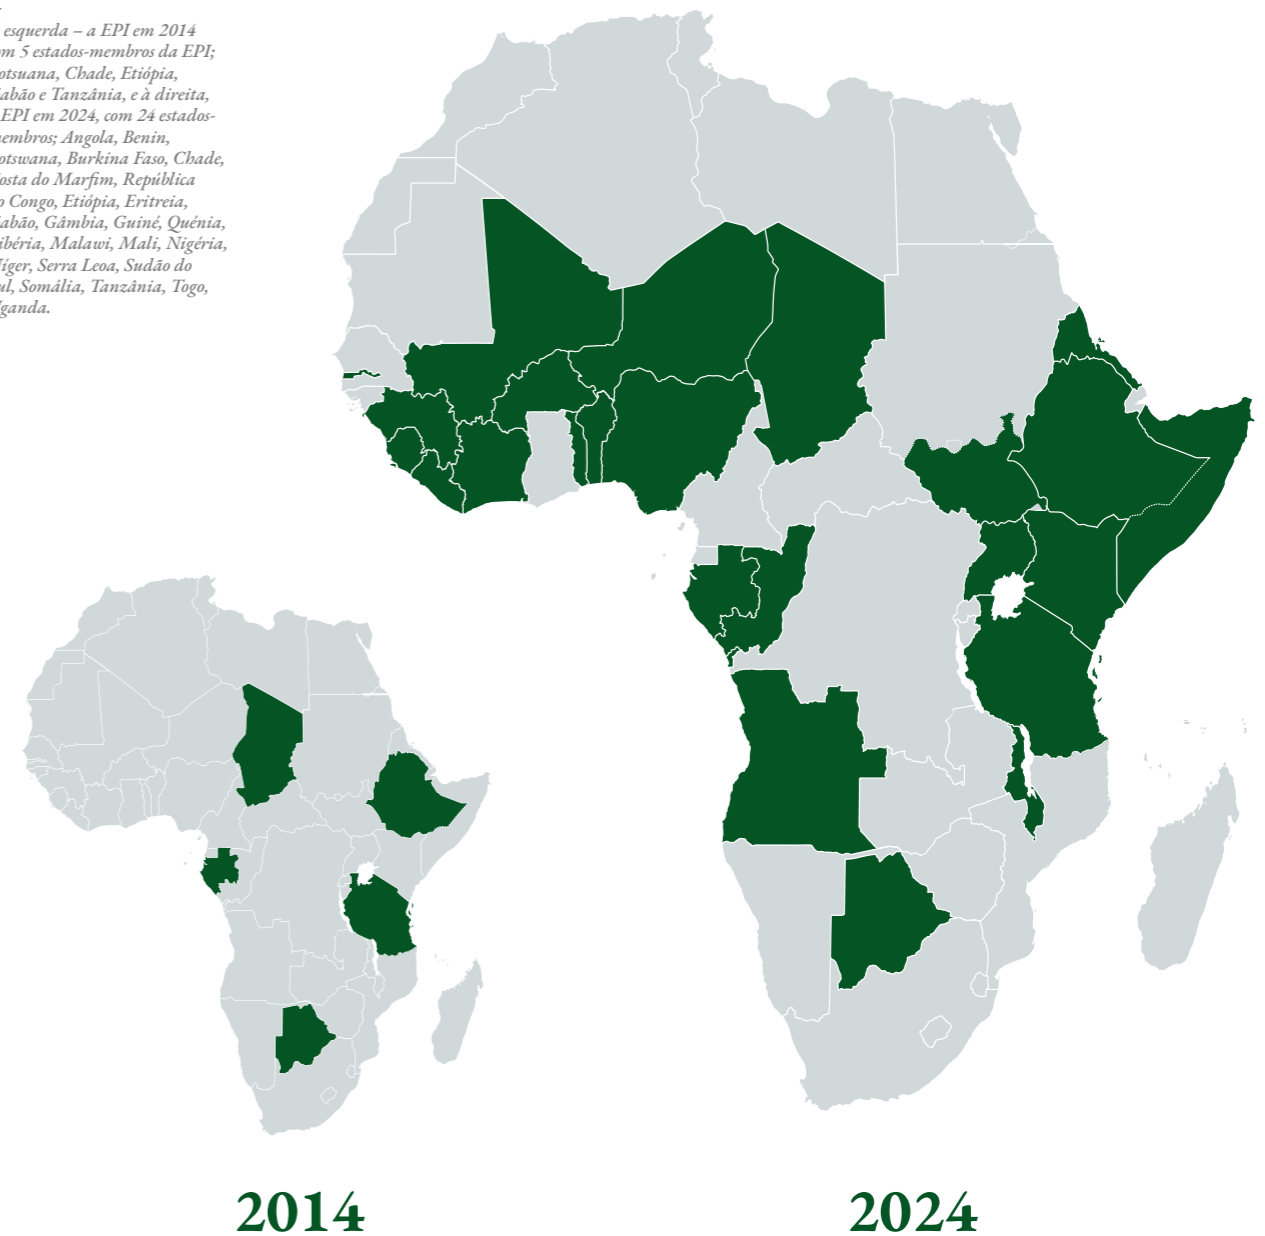 esquerda – a EPI em 2014
m 5 estados-membros da EPI;
otsuana, Chade, Etiópia,
abão e Tanzânia, e à direita,
EPI em 2024, com 24 estados-
embros; Angola, Benin,
otswana, Burkina Faso, Chade,
osta do Marfim, República
o Congo, Etiópia, Eritreia,
abão, Gâmbia, Guiné, Quénia,
ibéria, Malawi, Mali, Nigéria,
íger, Serra Leoa, Sudão do
ul, Somália, Tanzânia, Togo,
ganda.
2014
2024